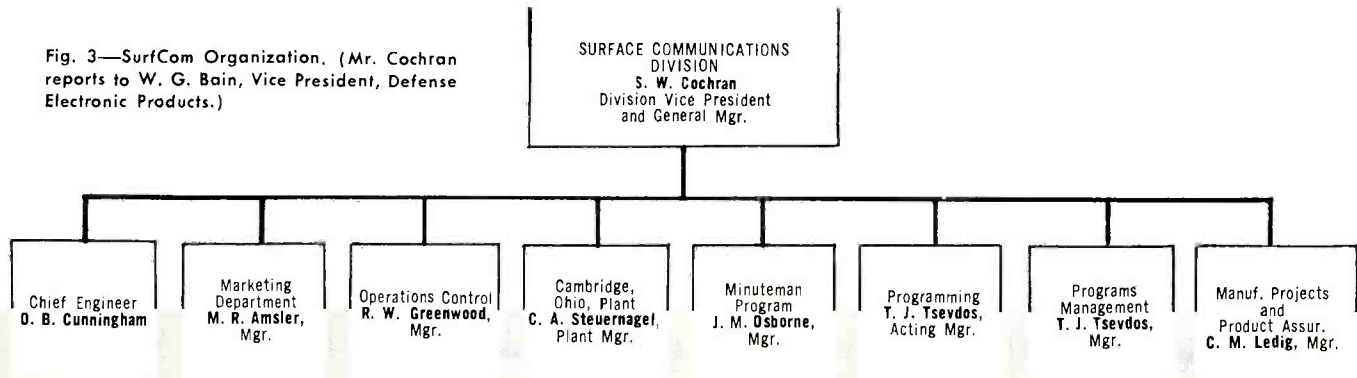 Fig. 3—SurfCom Organization. (Mr. Cochran
reports to W. G. Bain, Vice President, Defense
Electronic Products.)
SURFACE COMMUNICATIONS
DIVISION
S. W. Cochran
Division Vice President
and General Mgr.
Chief Engineer
O. B. Cunningham
Marketing
Department
M. R. Amsler,
Mgr.
Operations Control
R. W. Greenwood,
Mgr.
Cambridge,
Ohio, Plant
C. A. Steuernagel,
Plant Mgr.
Minuteman
Program
J. M. Osborne,
Mgr.
Programming
T. J. Tsevdos,
Acting Mgr.
Programs
Management
T. J. Tsevdos,
Mgr.
Manuf. Projects
and
Product Assur.
C. M. Ledig, Mgr.